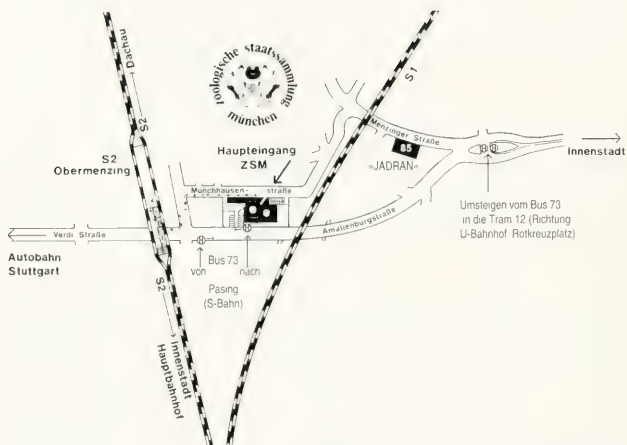 Dachau
S2
zoologische staatssammlung
münchen
S1
S2
Obermenzing
Haupteingang
ZSM
Menzinger Straße
85
»JADRAN«
H H
Innenstadt
Münchhausen - straße
Umsteigen vom Bus 73
in die Tram 12 (Richtung
U-Bahnhof Rotkreuzplatz)
Amalienburgstraße
Verdi Straße
H
H
Autobahn
Stuttgart
Bus 73
von nach
Pasing
(S-Bahn)
S2
Innenstadt
Hauptbahnhof